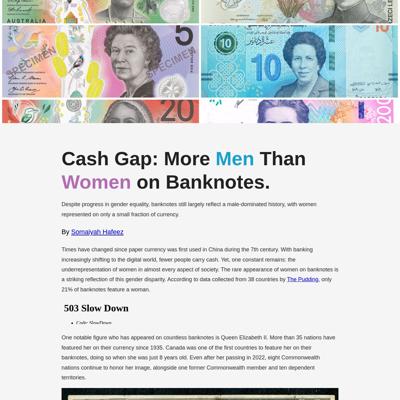 AUSTRALIA
5
SPECIMEN
10
10
20
200
Cash Gap: More Men Than
Women on Banknotes.
Despite progress in gender equality, banknotes still largely reflect a male-dominated history, with women
represented on only a small fraction of currency.
By Somaiyah Hafeez
Times have changed since paper currency was first used in China during the 7th century. With banking
increasingly shifting to the digital world, fewer people carry cash. Yet, one constant remains: the
underrepresentation of women in almost every aspect of society. The rare appearance of women on banknotes is
a striking reflection of this gender disparity. According to data collected from 38 countries by The Pudding, only
21% of banknotes feature a woman.
503 Slow Down
One notable figure who has appeared on countless banknotes is Queen Elizabeth II. More than 35 nations have
featured her on their currency since 1935. Canada was one of the first countries to feature her on their
banknotes, doing so when she was just 8 years old. Even after her passing in 2022, eight Commonwealth
nations continue to honor her image, alongside one former Commonwealth member and ten dependent
territories.